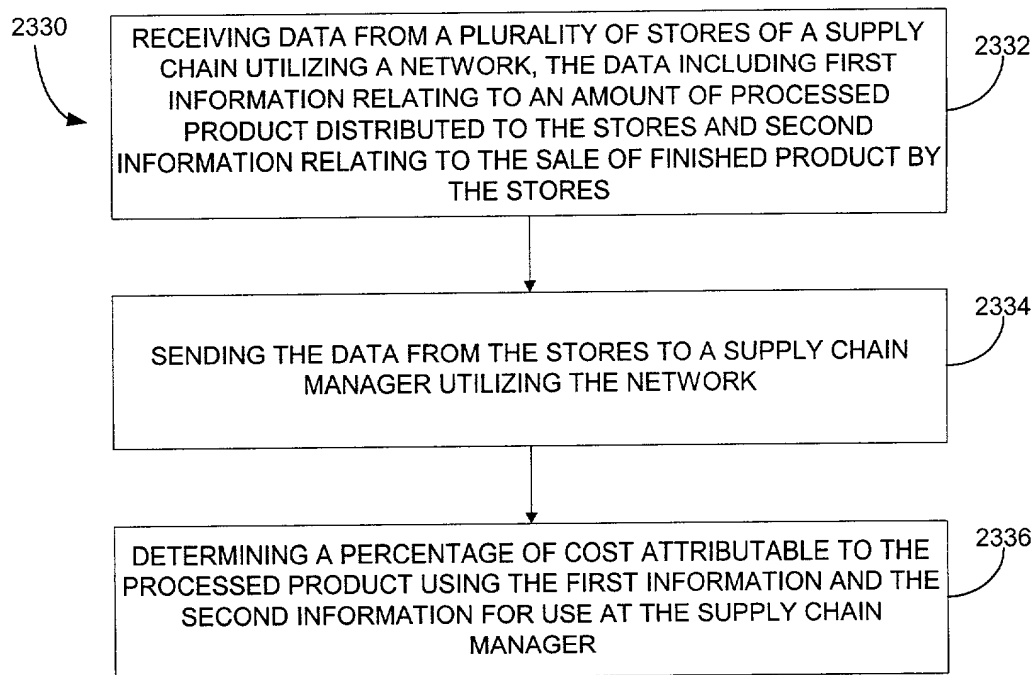 2330
RECEIVING DATA FROM A PLURALITY OF STORES OF A SUPPLY
CHAIN UTILIZING A NETWORK, THE DATA INCLUDING FIRST
INFORMATION RELATING TO AN AMOUNT OF PROCESSED
PRODUCT DISTRIBUTED TO THE STORES AND SECOND
INFORMATION RELATING TO THE SALE OF FINISHED PRODUCT BY
THE STORES
2332
SENDING THE DATA FROM THE STORES TO A SUPPLY CHAIN
MANAGER UTILIZING THE NETWORK
2334
DETERMINING A PERCENTAGE OF COST ATTRIBUTABLE TO THE
PROCESSED PRODUCT USING THE FIRST INFORMATION AND THE
SECOND INFORMATION FOR USE AT THE SUPPLY CHAIN
MANAGER
2336